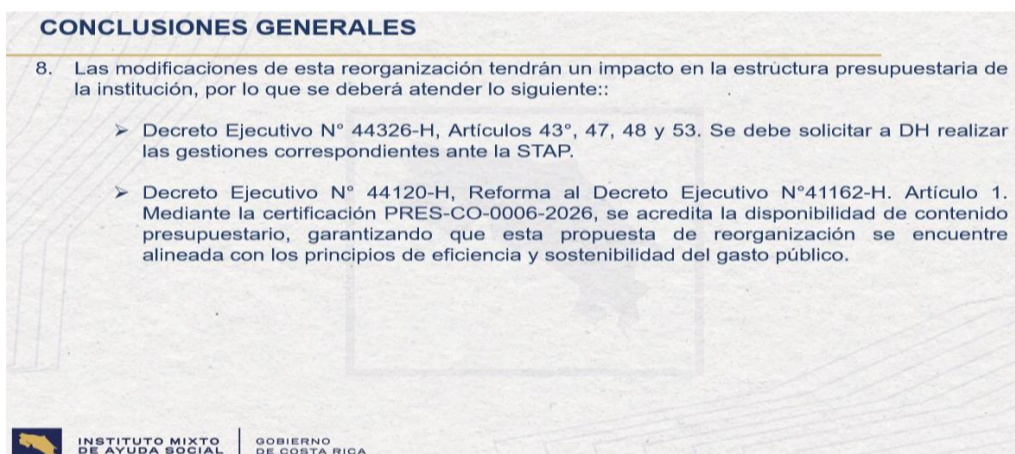 CONCLUSIONES GENERALES
8. Las modificaciones de esta reorganización tendrán un impacto en la estructura presupuestaria de
la institución, por lo que se deberá atender lo siguiente::
➢ Decreto Ejecutivo N° 44326-H, Artículos 43°, 47, 48 y 53. Se debe solicitar a DH realizar
las gestiones correspondientes ante la STAP.
➢ Decreto Ejecutivo N° 44120-H, Reforma al Decreto Ejecutivo N°41162-H. Artículo 1.
Mediante la certificación PRES-CO-0006-2026, se acredita la disponibilidad de contenido
presupuestario, garantizando que esta propuesta de reorganización se encuentre
alineada con los principios de eficiencia y sostenibilidad del gasto público.
INSTITUTO MIXTO
DE AYUDA SOCIAL
GOBIERNO
DE COSTA RICA